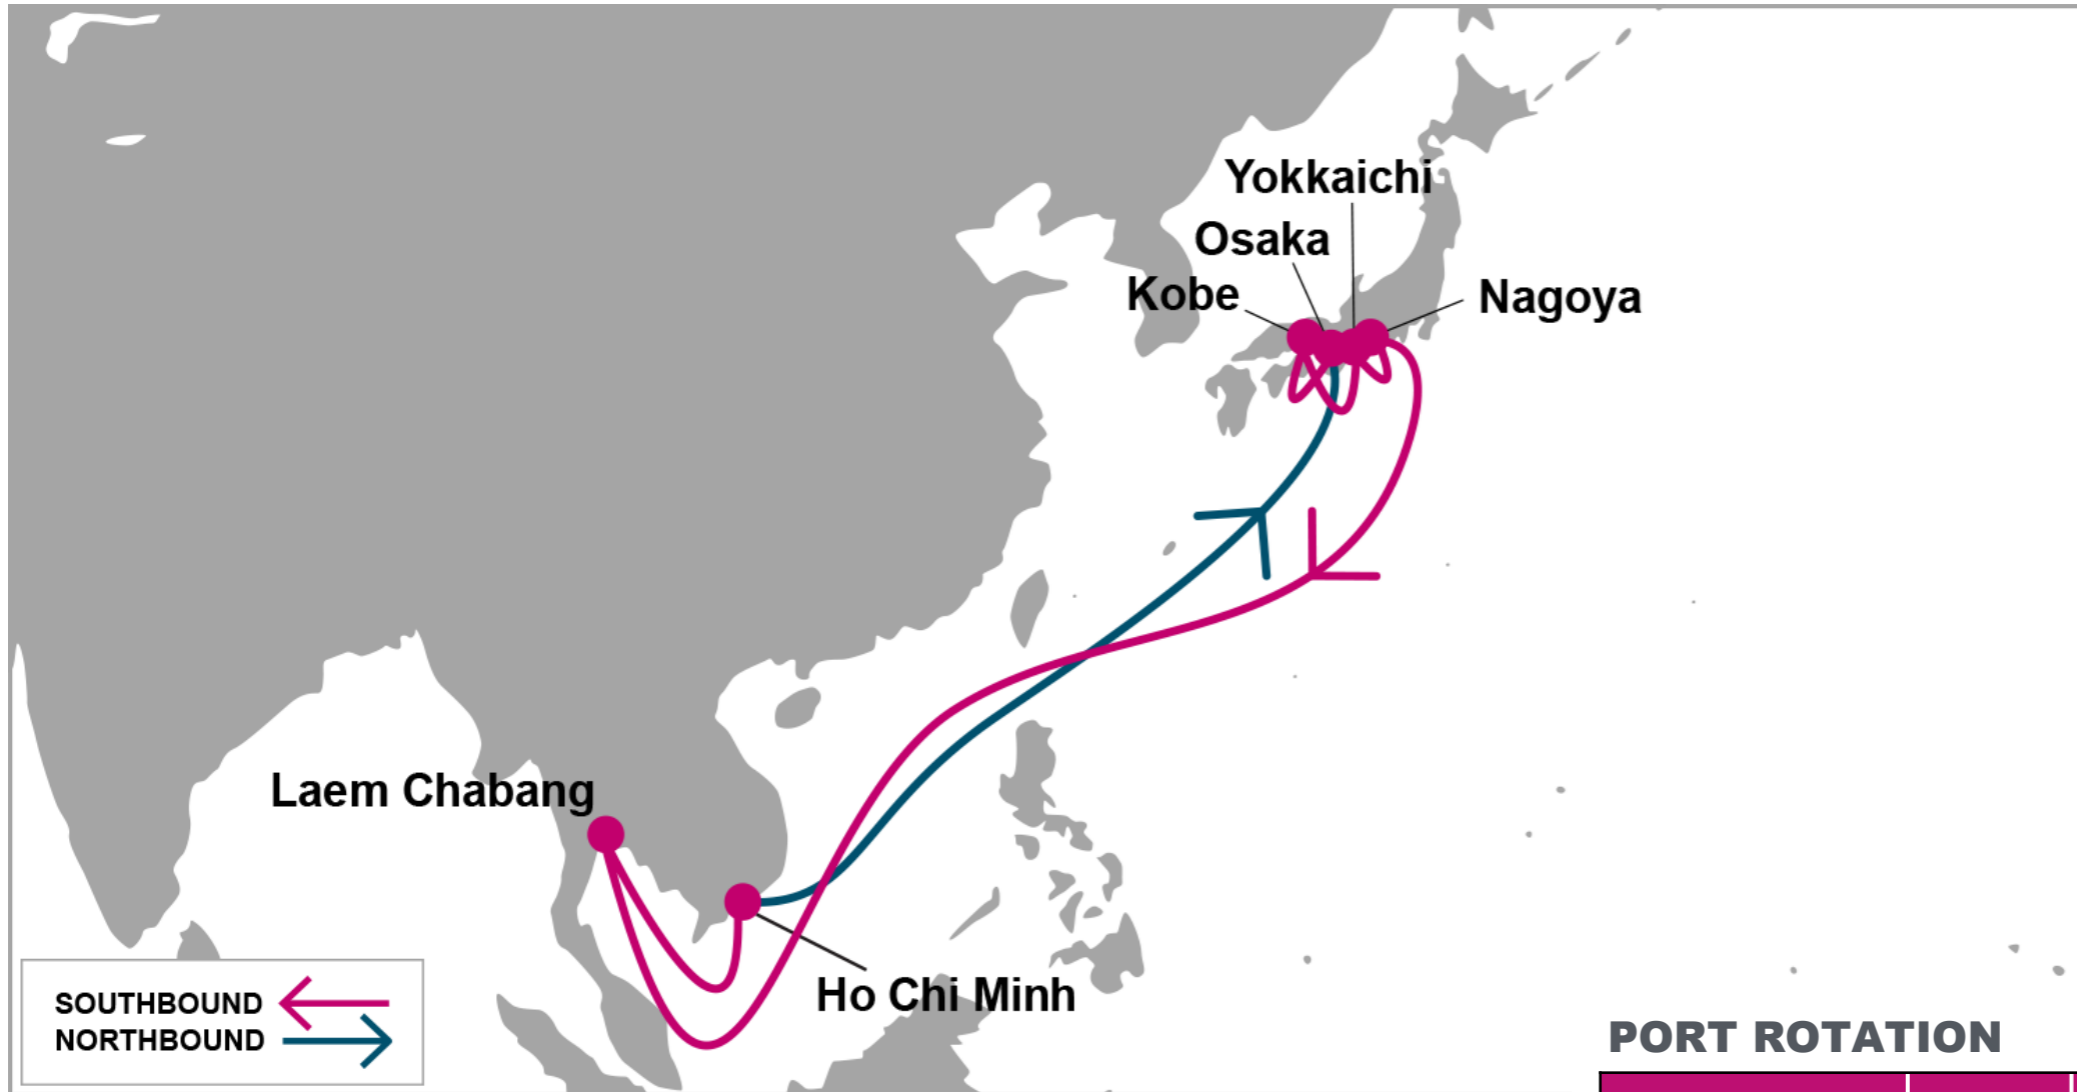 Yokkaichi
Osaka
Kobe
Nagoya
Laem Chabang
Ho Chi Minh
SOUTHBOUND
NORTHBOUND
PORT ROTATION